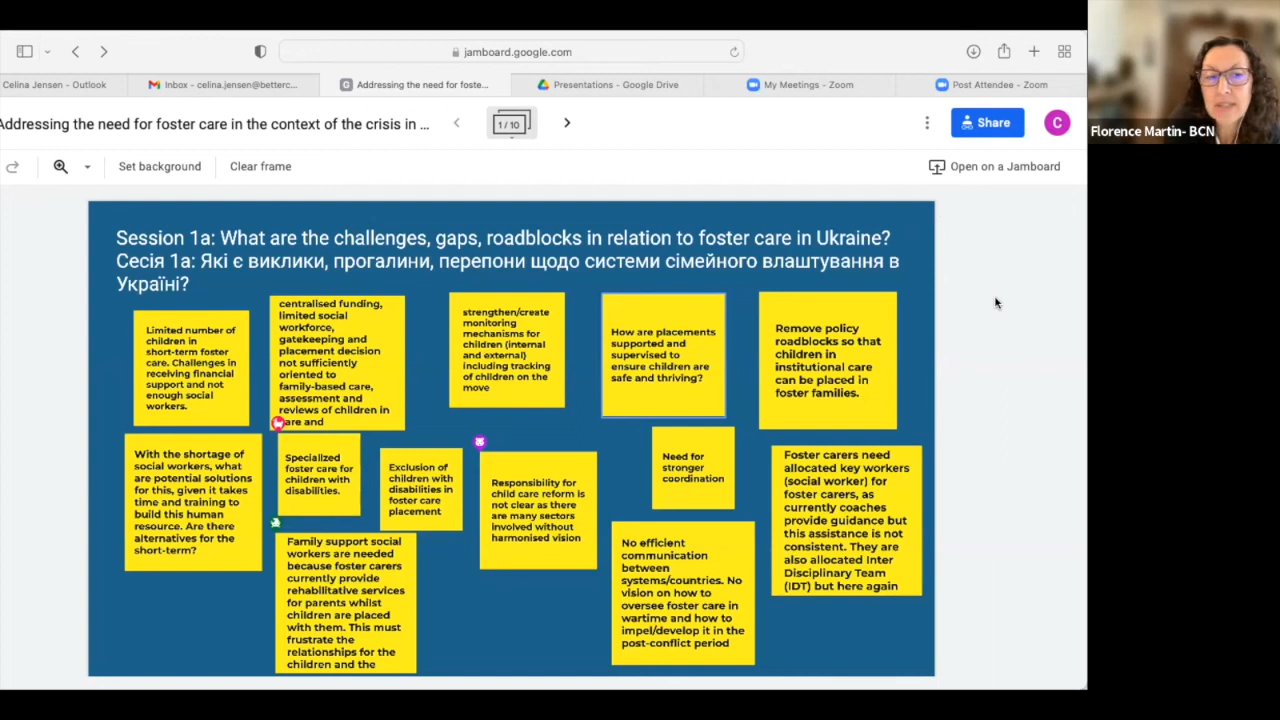 jamboard.google.com
Celina Jensen - Outlook
Inbox - celina.jensen@betterc...
Addressing the need for foste...
Presentations - Google Drive
My Meetings - Zoom
Post Attendee - Zoom
Florence Martin- BCN
Addressing the need for foster care in the context of the crisis in ...
1 / 10
Share
C
Set background
Clear frame
Open on a Jamboard
Session 1a: What are the challenges, gaps, roadblocks in relation to foster care in Ukraine?
Сесія 1a: Які є виклики, прогалини, перепони щодо системи сімейного влаштування в
Україні?
Limited number of
children in
short-term foster
care. Challenges in
receiving financial
support and not
enough social
workers.
centralised funding,
limited social
workforce,
gatekeeping and
placement decision
not sufficiently
oriented to
family-based care,
assessment and
reviews of children in
care and
strengthen/create
monitoring
mechanisms for
children (internal
and external)
including tracking
of children on the
move
How are placements
supported and
supervised to
ensure children are
safe and thriving?
Remove policy
roadblocks so that
children in
institutional care
can be placed in
foster families.
With the shortage of
social workers, what
are potential solutions
for this, given it takes
time and training to
build this human
resource. Are there
alternatives for the
short-term?
Specialized
foster care for
children with
disabilities.
Exclusion of
children with
disabilities in
foster care
placement
Responsibility for
child care reform is
not clear as there
are many sectors
involved without
harmonised vision
Need for
stronger
coordination
Foster carers need
allocated key workers
(social worker) for
foster carers, as
currently coaches
provide guidance but
this assistance is not
consistent. They are
also allocated Inter
Disciplinary Team
(IDT) but here again
Family support social
workers are needed
because foster carers
currently provide
rehabilitative services
for parents whilst
children are placed
with them. This must
frustrate the
relationships for the
children and the
No efficient
communication
between
systems/countries. No
vision on how to
oversee foster care in
wartime and how to
impel/develop it in the
post-conflict period